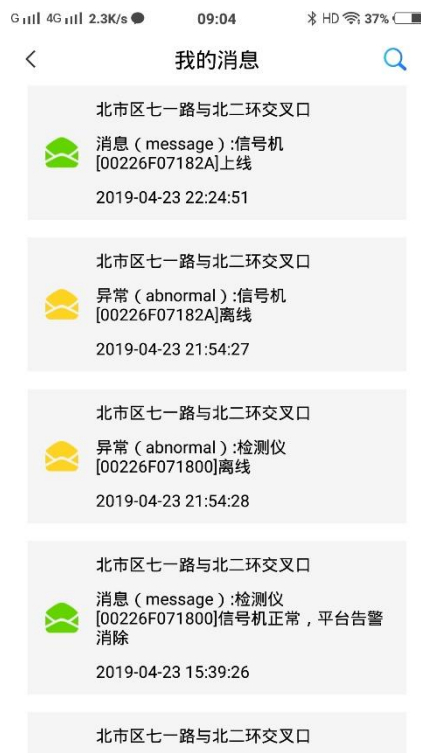 G 4G 2.3K/s 09:04 HD 37%
我的消息
北市区七一路与北二环交叉口
消息（message）:信号机
[00226F07182A]上线
2019-04-23 22:24:51
北市区七一路与北二环交叉口
异常（abnormal）:信号机
[00226F07182A]离线
2019-04-23 21:54:27
北市区七一路与北二环交叉口
异常（abnormal）:检测仪
[00226F071800]离线
2019-04-23 21:54:28
北市区七一路与北二环交叉口
消息（message）:检测仪
[00226F071800]信号机正常，平台告警
消除
2019-04-23 15:39:26
北市区七一路与北二环交叉口